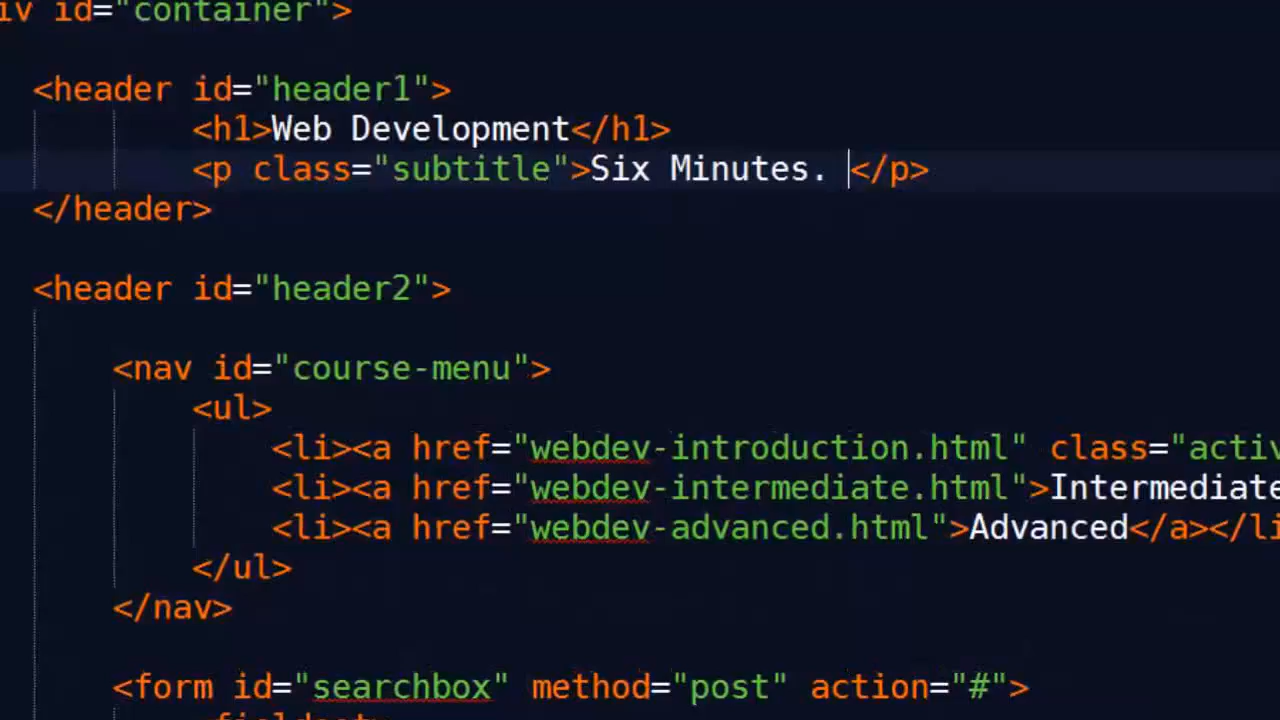 iv id="container">
<header id="header1">
<h1>Web Development</h1>
<p class="subtitle">Six Minutes. </p>
</header>
<header id="header2">
<nav id="course-menu">
<ul>
<li><a href="webdev-introduction.html" class="activ
<li><a href="webdev-intermediate.html">Intermediate
<li><a href="webdev-advanced.html">Advanced</a></li
</ul>
</nav>
<form id="searchbox" method="post" action="#">
<fieldset>